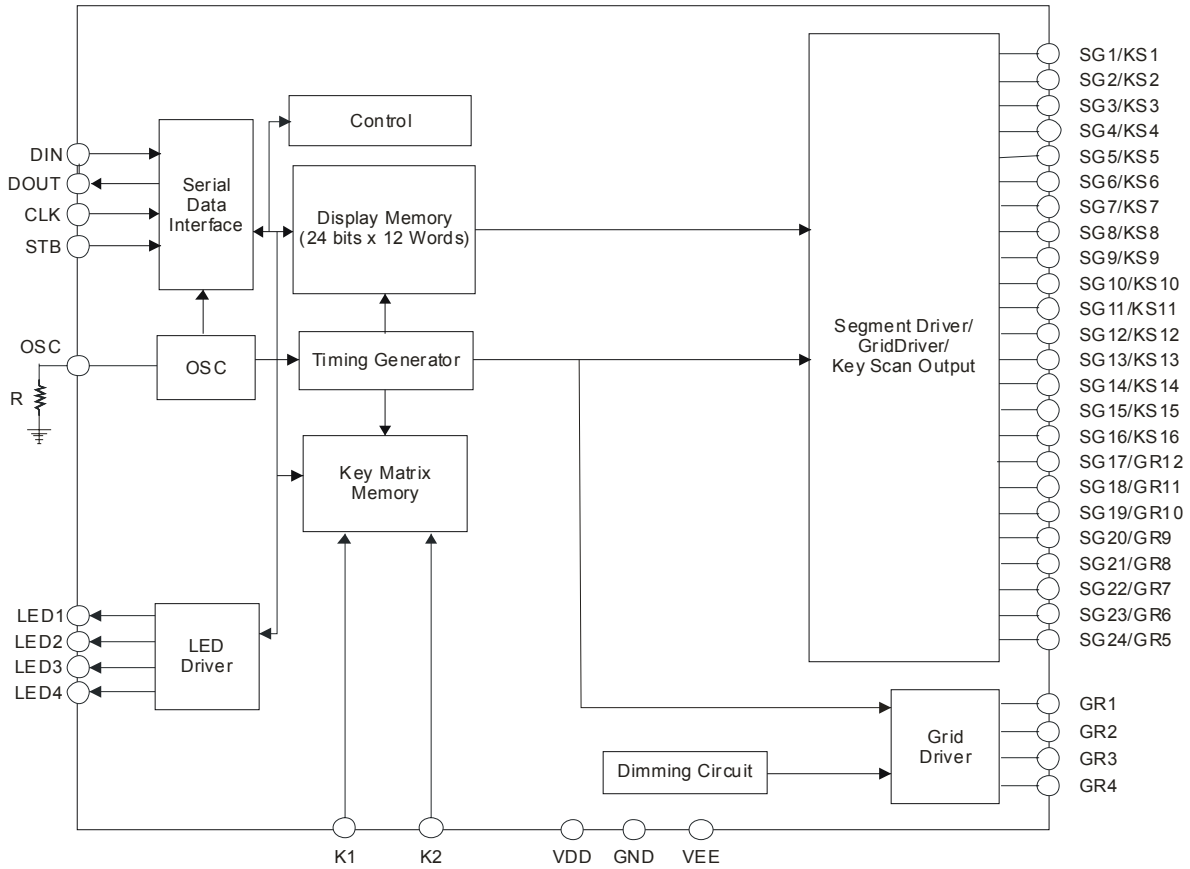 DIN
DOUT
CLK
STB
OSC
R
LED1
LED2
LED3
LED4
Serial
Data
Interface
Control
Display Memory
(24 bits x 12 Words)
OSC
Timing Generator
Key Matrix
Memory
LED
Driver
Segment Driver/
GridDriver/
Key Scan Output
Dimming Circuit
Grid
Driver
SG1/KS1
SG2/KS2
SG3/KS3
SG4/KS4
SG5/KS5
SG6/KS6
SG7/KS7
SG8/KS8
SG9/KS9
SG10/KS10
SG11/KS11
SG12/KS12
SG13/KS13
SG14/KS14
SG15/KS15
SG16/KS16
SG17/GR12
SG18/GR11
SG19/GR10
SG20/GR9
SG21/GR8
SG22/GR7
SG23/GR6
SG24/GR5
GR1
GR2
GR3
GR4
K1
K2
VDD
GND
VEE